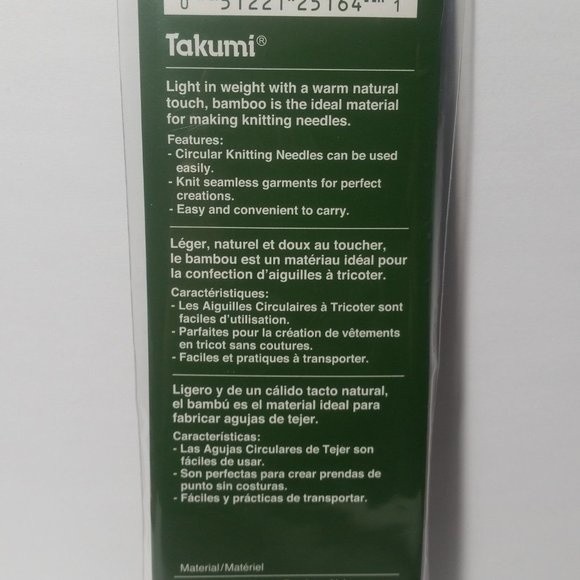 0 51221 25164 1
Takumi®
Light in weight with a warm natural
touch, bamboo is the ideal material
for making knitting needles.
Features:
- Circular Knitting Needles can be used
easily.
- Knit seamless garments for perfect
creations.
- Easy and convenient to carry.
Léger, naturel et doux au toucher,
le bambou est un matériau idéal pour
la confection d'aiguilles à tricoter.
Caractéristiques:
- Les Aiguilles Circulaires à Tricoter sont
faciles d'utilisation.
- Parfaites pour la création de vêtements
en tricot sans coutures.
- Faciles et pratiques à transporter.
Ligero y de un cálido tacto natural,
el bambú es el material ideal para
fabricar agujas de tejer.
Características:
- Las Agujas Circulares de Tejer son
fáciles de usar.
- Son perfectas para crear prendas de
punto sin costuras.
- Fáciles y prácticas de transportar.
Material/Matériel